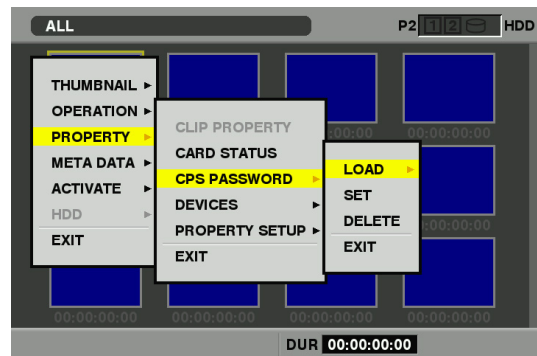 ALL
P2 1 2 HDD
THUMBNAIL
OPERATION
PROPERTY
META DATA
ACTIVATE
HDD
EXIT
CLIP PROPERTY
CARD STATUS
CPS PASSWORD
DEVICES
PROPERTY SETUP
EXIT
LOAD
SET
DELETE
EXIT
:00:00
00:00:00:00
:00:00:00
00:00:00:00
00:00:00:00
00:00:00:00
00:00:00:00
DUR 00:00:00:00